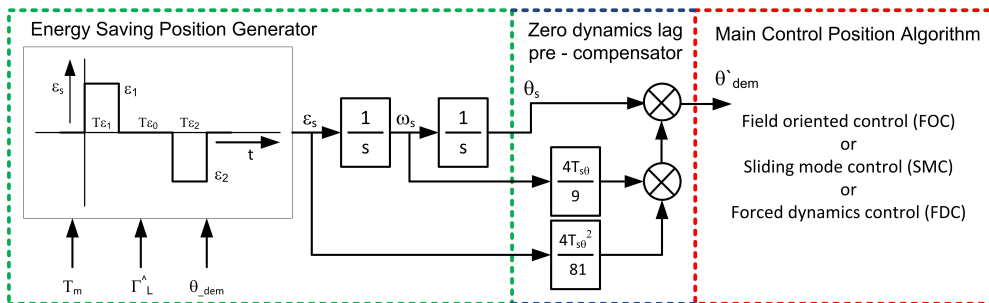 Energy Saving Position Generator
Zero dynamics lag
pre - compensator
Main Control Position Algorithm
εs
ε1
Tε1
Tε0
Tε2
t
ε2
Tm
Γ^L
θ_dem
εs
1
s
ωs
1
s
θs
4Tsθ
9
4Tsθ²
81
θ`dem
Field oriented control (FOC)
or
Sliding mode control (SMC)
or
Forced dynamics control (FDC)